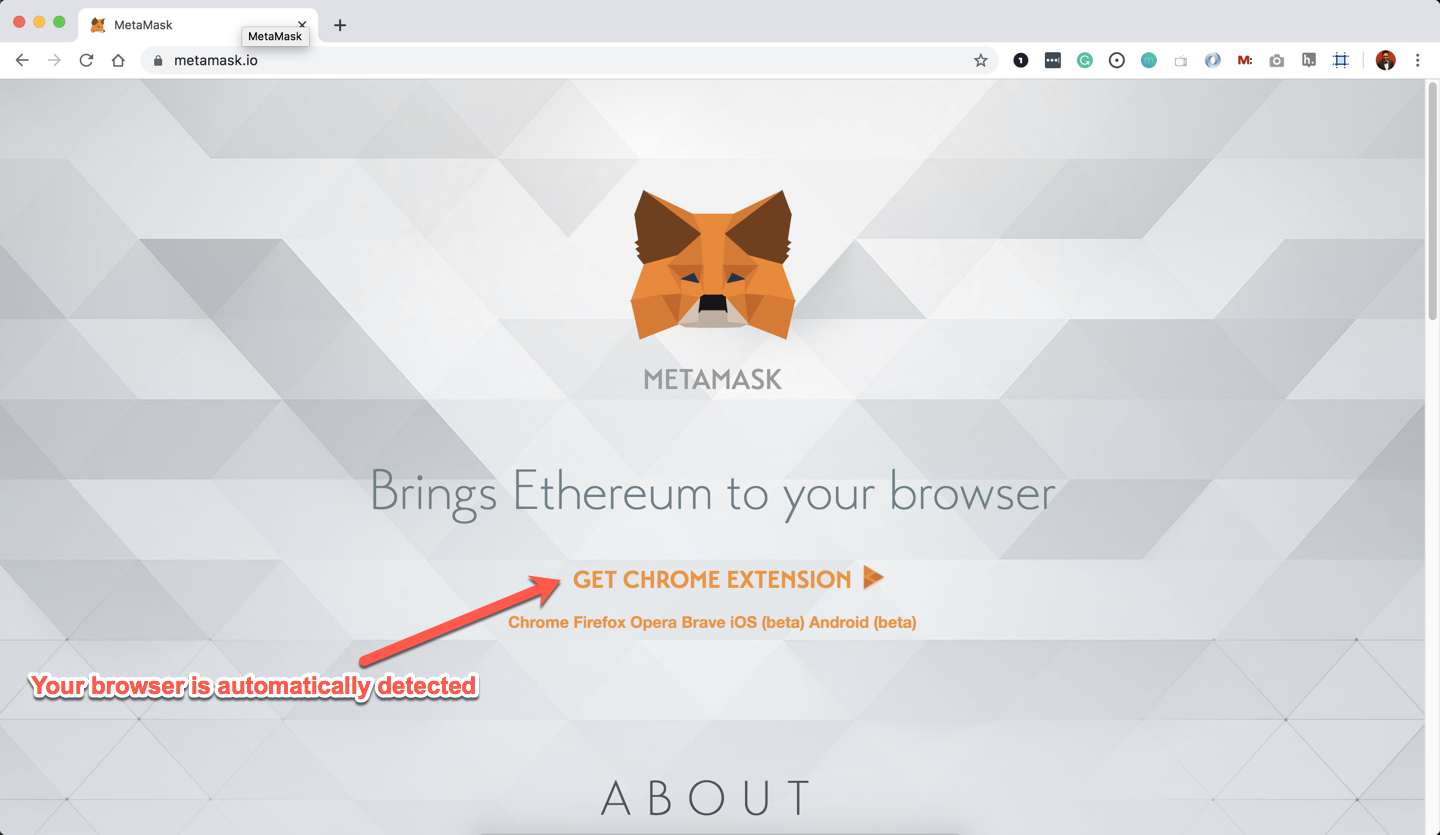 MetaMask
MetaMask
metamask.io
METAMASK
Brings Ethereum to your browser
GET CHROME EXTENSION
Chrome Firefox Opera Brave iOS (beta) Android (beta)
Your browser is automatically detected
ABOUT